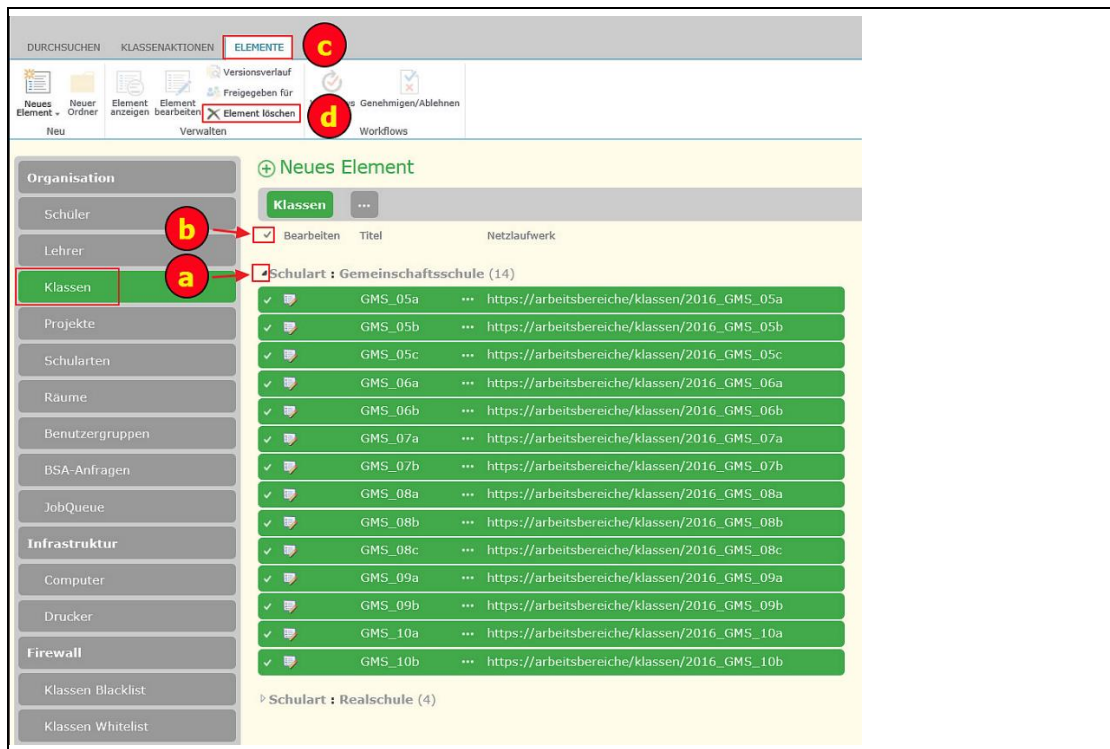 DURCHSUCHEN KLASSENAKTIONEN ELEMENTE c
Versionsverlauf
Freigegeben für
Neues Neuer Element Element Genehmigen/Ablehnen
Element Ordner anzeigen bearbeiten Element löschen d
Neu Verwalten Workflows
Neues Element
Organisation
Klassen ...
Schüler
b Bearbeiten Titel Netzlaufwerk
Lehrer
a Schulart : Gemeinschaftsschule (14)
Klassen
GMS_05a ... https://arbeitsbereiche/klassen/2016_GMS_05a
Projekte
GMS_05b ... https://arbeitsbereiche/klassen/2016_GMS_05b
GMS_05c ... https://arbeitsbereiche/klassen/2016_GMS_05c
Schularten
GMS_06a ... https://arbeitsbereiche/klassen/2016_GMS_06a
Räume
GMS_06b ... https://arbeitsbereiche/klassen/2016_GMS_06b
Benutzergruppen
GMS_07a ... https://arbeitsbereiche/klassen/2016_GMS_07a
GMS_07b ... https://arbeitsbereiche/klassen/2016_GMS_07b
BSA-Anfragen
GMS_08a ... https://arbeitsbereiche/klassen/2016_GMS_08a
JobQueue
GMS_08b ... https://arbeitsbereiche/klassen/2016_GMS_08b
Infrastruktur
GMS_08c ... https://arbeitsbereiche/klassen/2016_GMS_08c
Computer
GMS_09a ... https://arbeitsbereiche/klassen/2016_GMS_09a
GMS_09b ... https://arbeitsbereiche/klassen/2016_GMS_09b
Drucker
GMS_10a ... https://arbeitsbereiche/klassen/2016_GMS_10a
Firewall
GMS_10b ... https://arbeitsbereiche/klassen/2016_GMS_10b
Klassen Blacklist
Schulart : Realschule (4)
Klassen Whitelist